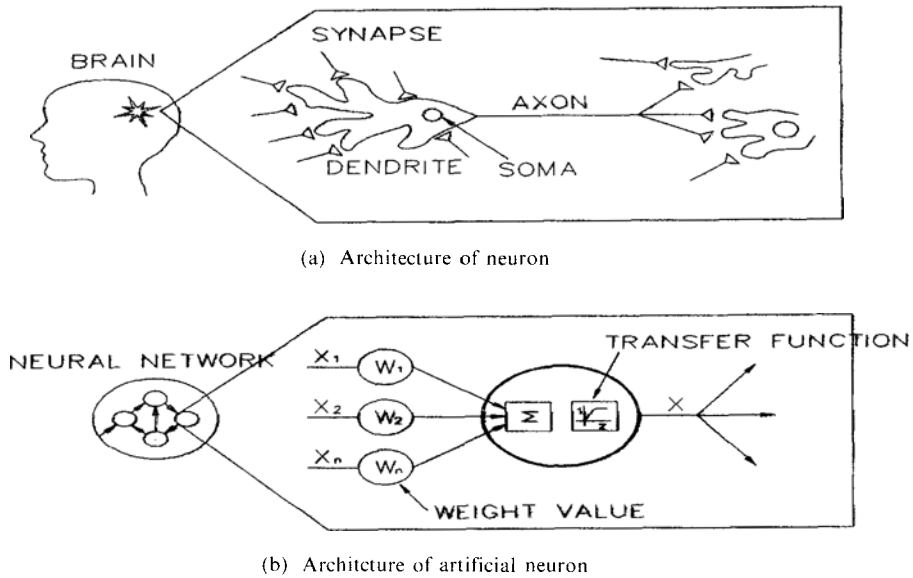 SYNAPSE
BRAIN
AXON
DENDRITE
SOMA
(a) Architecture of neuron
TRANSFER FUNCTION
NEURAL NETWORK
X1
W1
X2
W2
Σ
X
Xn
Wn
WEIGHT VALUE
(b) Architcture of artificial neuron